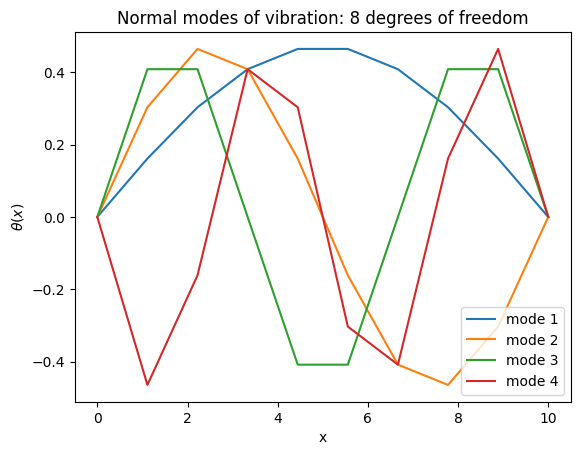 Normal modes of vibration: 8 degrees of freedom
0.4
0.2
0.0
−0.2
−0.4
θ(x)
0
2
4
6
8
10
x
mode 1
mode 2
mode 3
mode 4